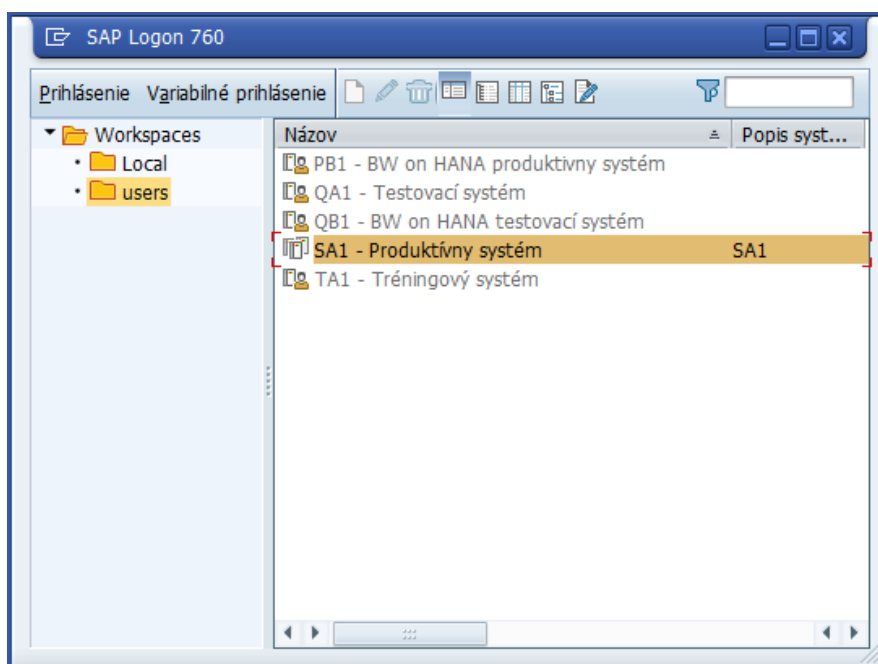 SAP Logon 760
Prihlásenie Variabilné prihlásenie
Workspaces
Local
users
Názov Popis syst...
PB1 - BW on HANA produktivny systém
QA1 - Testovací systém
QB1 - BW on HANA testovací systém
SA1 - Produktívny systém SA1
TA1 - Tréningový systém